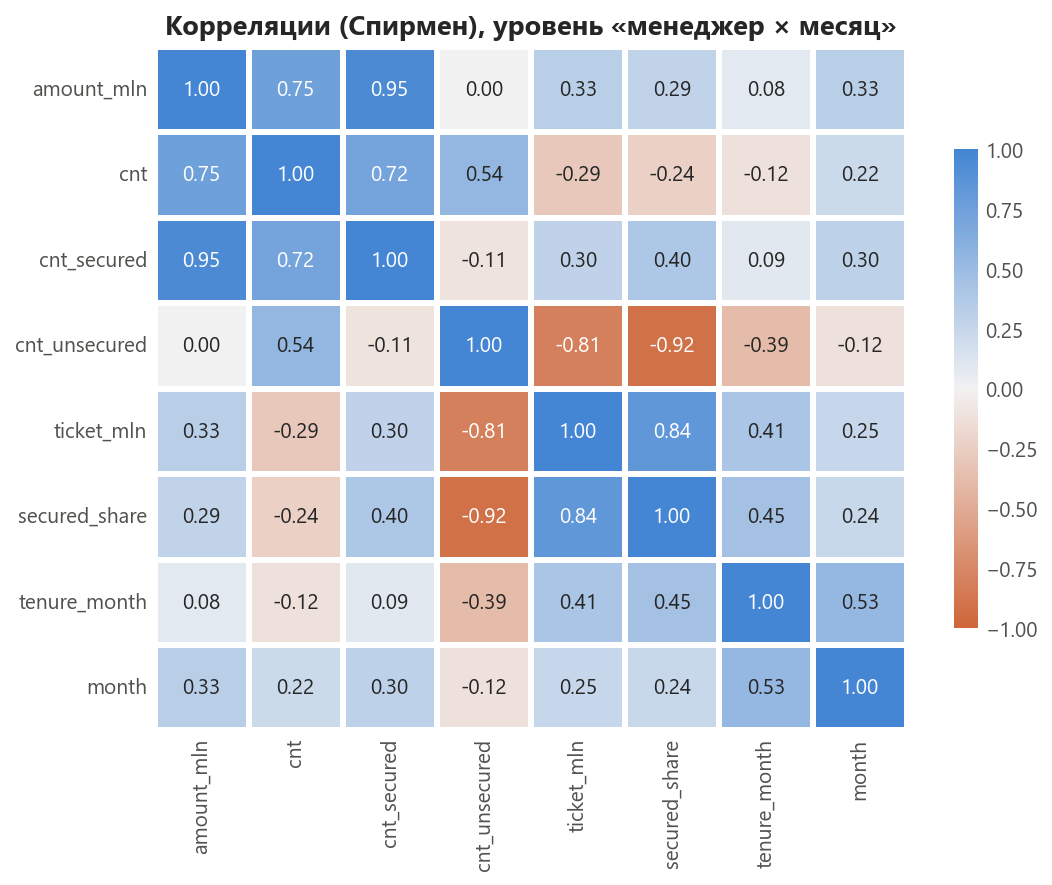 Корреляции (Спирмен), уровень «менеджер × месяц»
amount_mln 1.00 0.75 0.95 0.00 0.33 0.29 0.08 0.33
cnt 0.75 1.00 0.72 0.54 -0.29 -0.24 -0.12 0.22
cnt_secured 0.95 0.72 1.00 -0.11 0.30 0.40 0.09 0.30
cnt_unsecured 0.00 0.54 -0.11 1.00 -0.81 -0.92 -0.39 -0.12
ticket_mln 0.33 -0.29 0.30 -0.81 1.00 0.84 0.41 0.25
secured_share 0.29 -0.24 0.40 -0.92 0.84 1.00 0.45 0.24
tenure_month 0.08 -0.12 0.09 -0.39 0.41 0.45 1.00 0.53
month 0.33 0.22 0.30 -0.12 0.25 0.24 0.53 1.00
amount_mln cnt cnt_secured cnt_unsecured ticket_mln secured_share tenure_month month
1.00
0.75
0.50
0.25
0.00
−0.25
−0.50
−0.75
−1.00